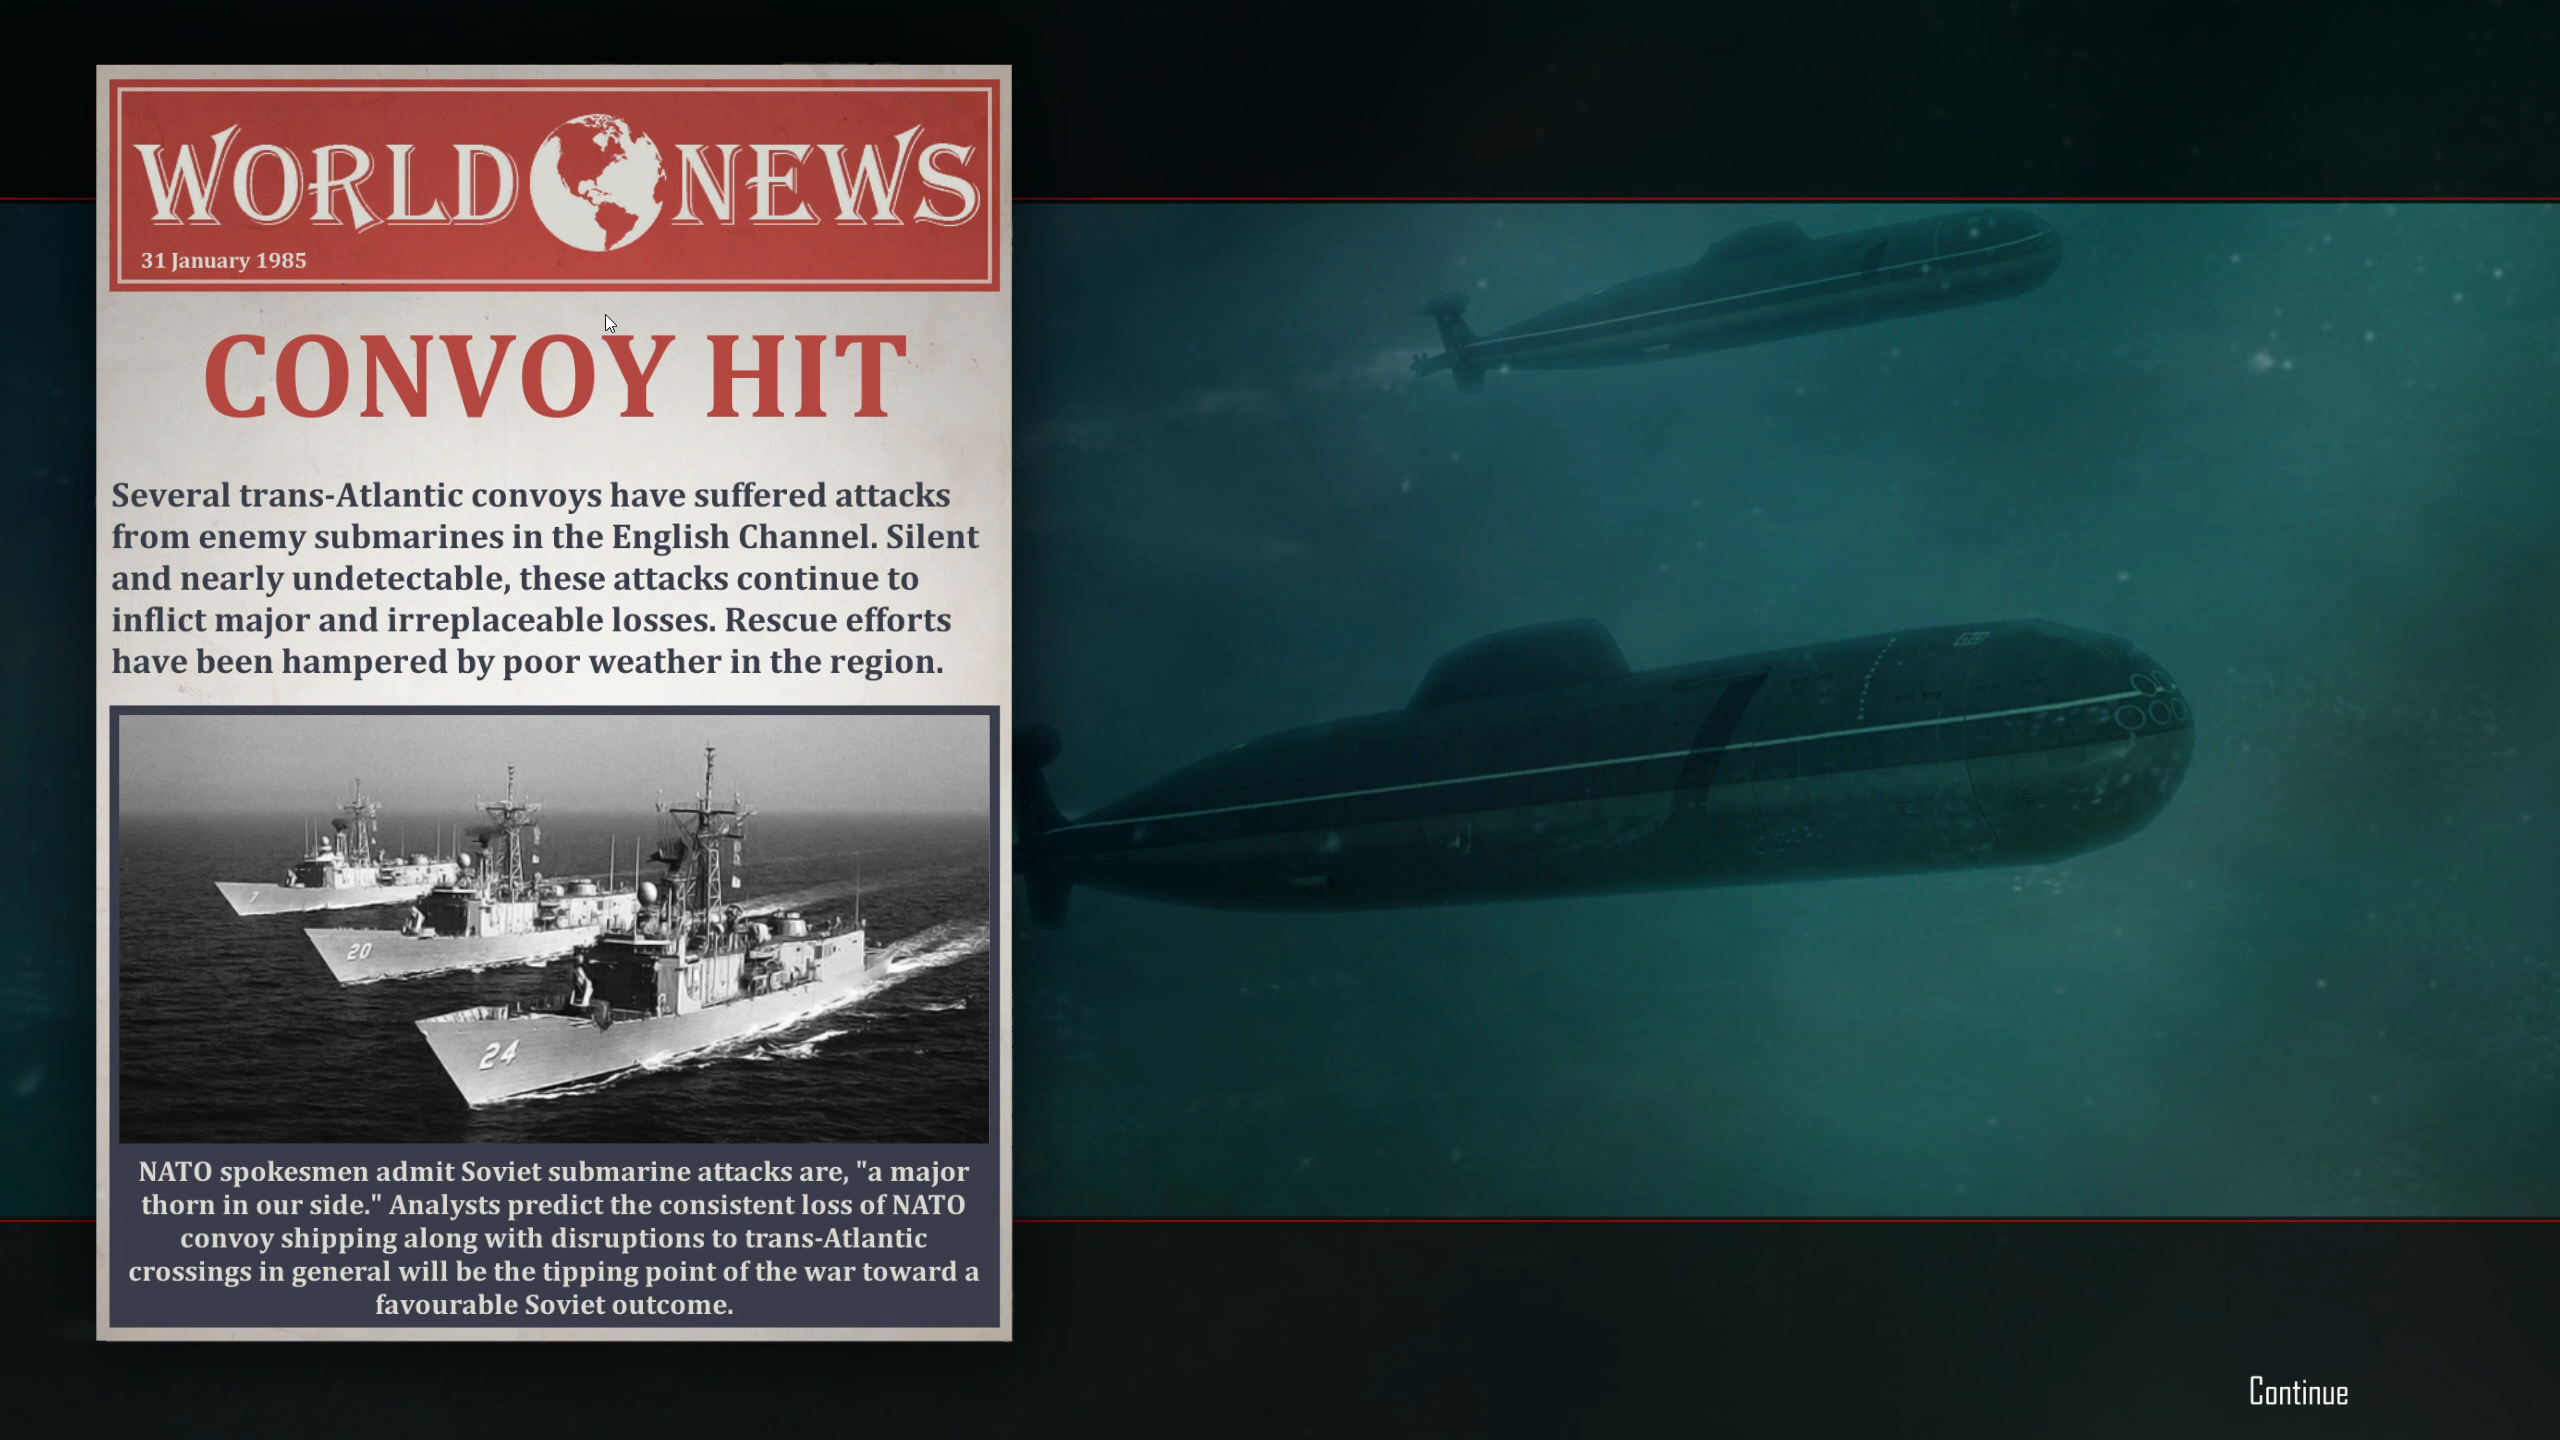 WORLD NEWS
31 January 1985
CONVOY HIT
Several trans-Atlantic convoys have suffered attacks
from enemy submarines in the English Channel. Silent
and nearly undetectable, these attacks continue to
inflict major and irreplaceable losses. Rescue efforts
have been hampered by poor weather in the region.
7
20
24
NATO spokesmen admit Soviet submarine attacks are, "a major
thorn in our side." Analysts predict the consistent loss of NATO
convoy shipping along with disruptions to trans-Atlantic
crossings in general will be the tipping point of the war toward a
favourable Soviet outcome.
Continue